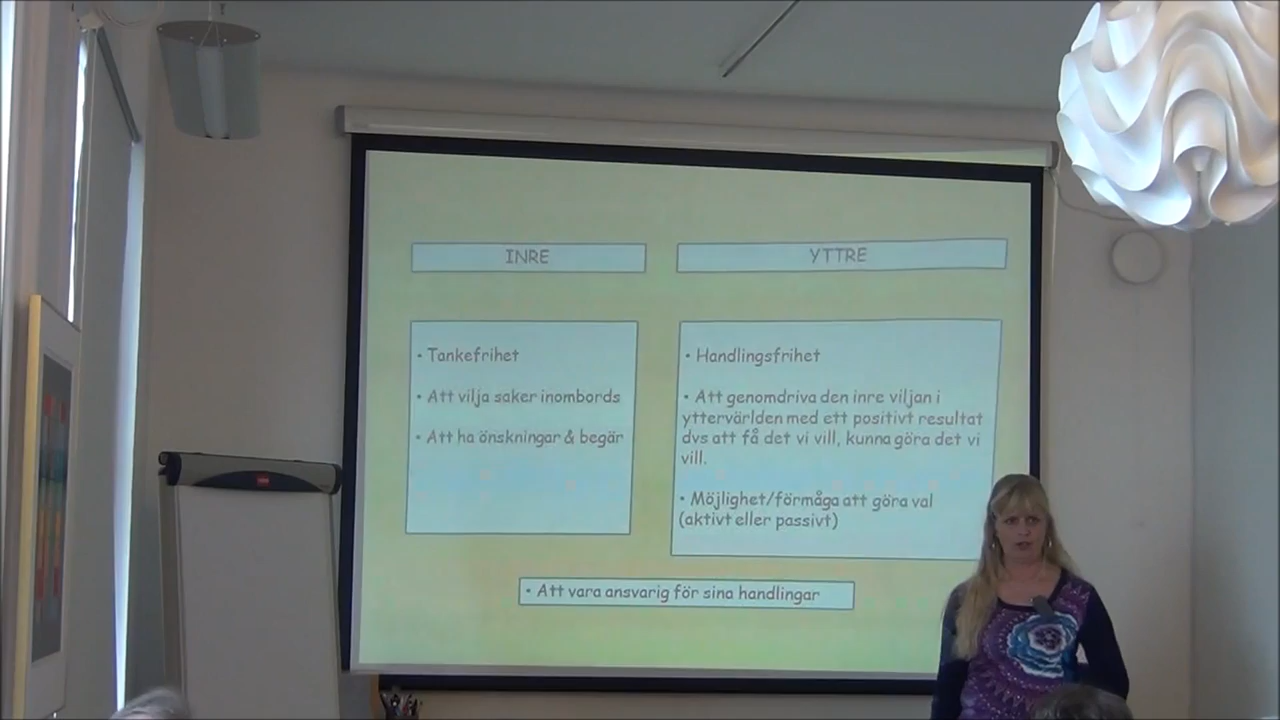 INRE
YTTRE
• Tankefrihet
• Att vilja saker inombords
• Att ha önskningar & begär
• Handlingsfrihet
• Att genomdriva den inre viljan i
yttervärlden med ett positivt resultat
dvs att få det vi vill, kunna göra det vi
vill.
• Möjlighet/förmåga att göra val
(aktivt eller passivt)
• Att vara ansvarig för sina handlingar